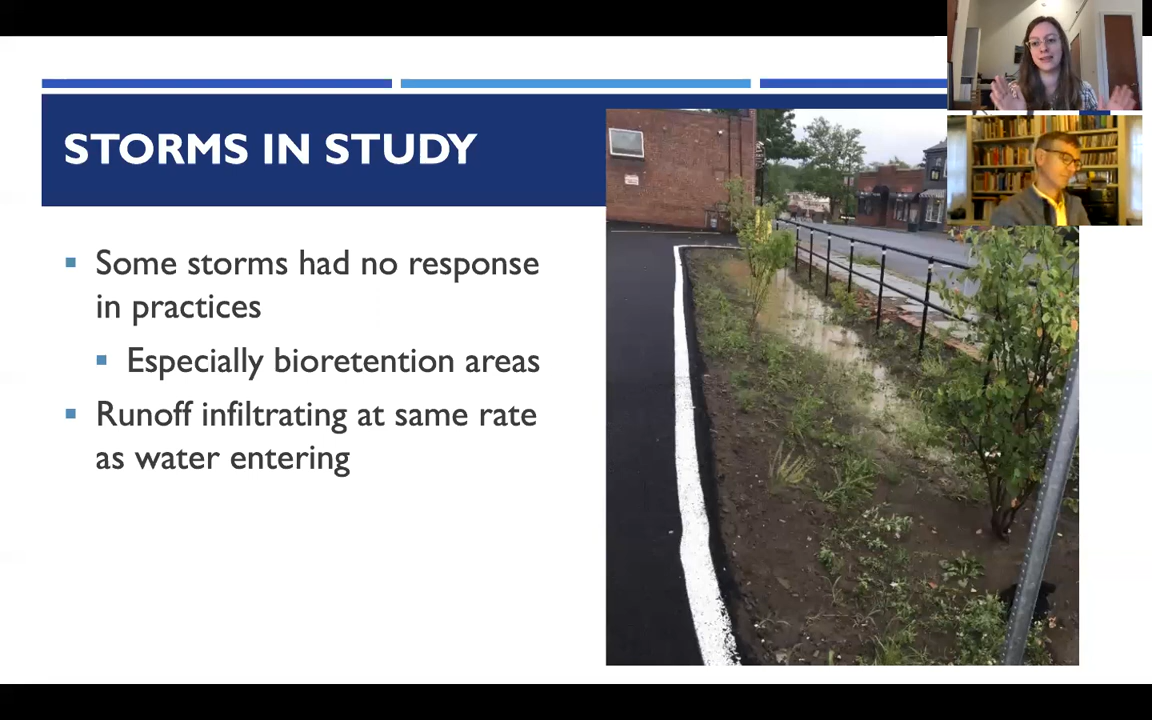 STORMS IN STUDY
Some storms had no response
in practices
Especially bioretention areas
Runoff infiltrating at same rate
as water entering